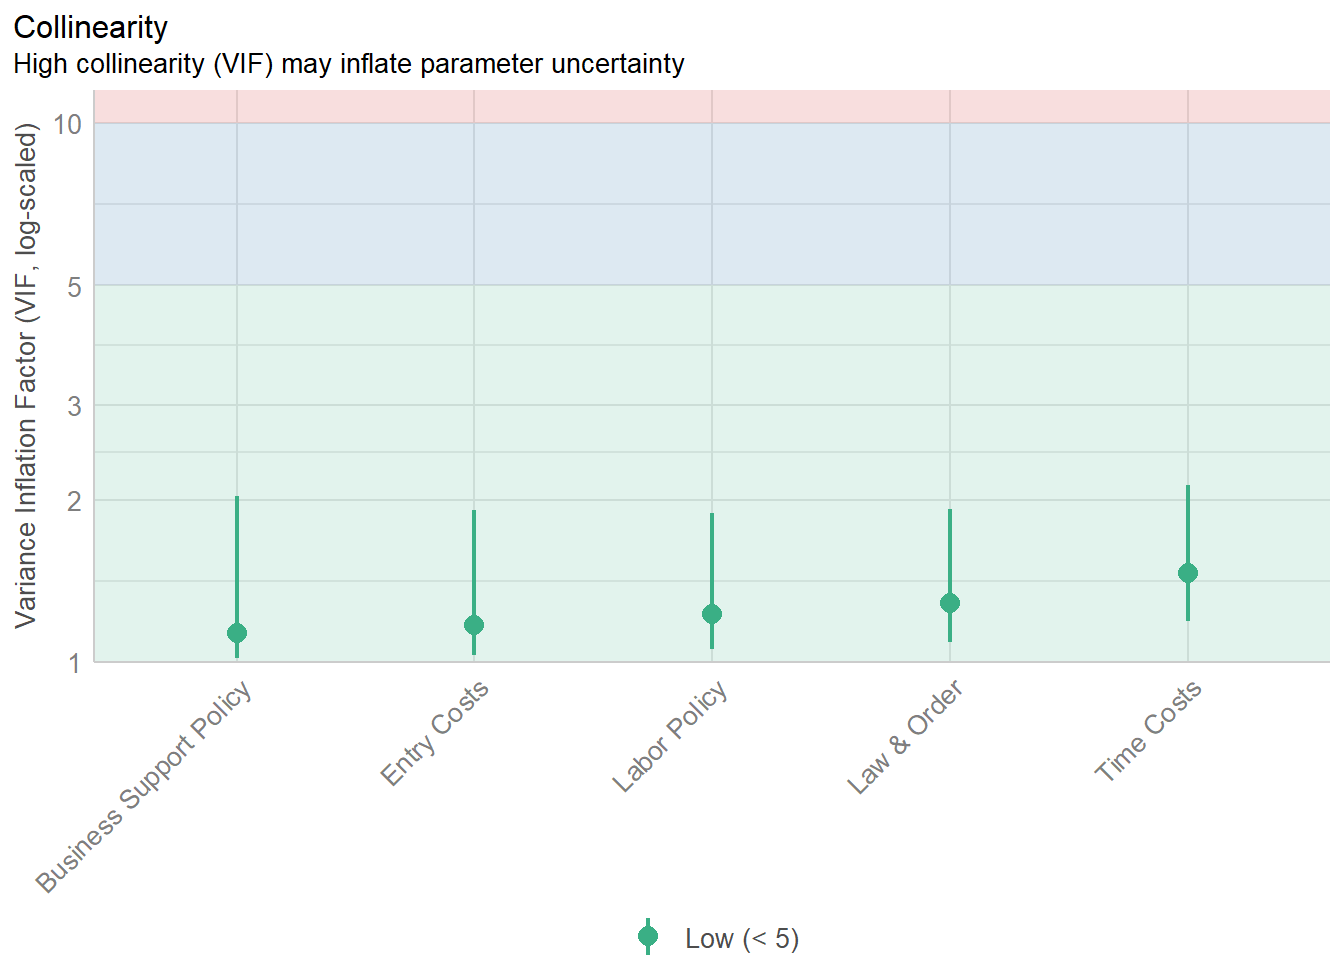 Collinearity
High collinearity (VIF) may inflate parameter uncertainty
Variance Inflation Factor (VIF, log-scaled)
10
5
3
2
1
Business Support Policy
Entry Costs
Labor Policy
Law & Order
Time Costs
Low (< 5)